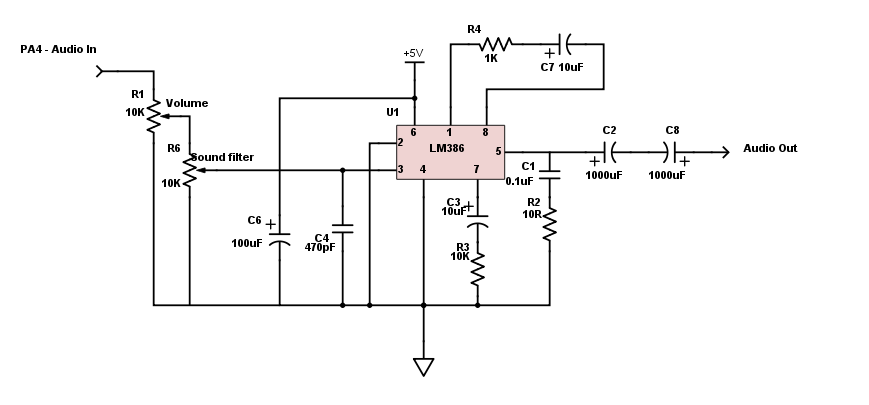 PA4 - Audio In
R1
10K
Volume
R6
Sound filter
10K
C6
+
100uF
C4
470pF
+5V
U1
6
1
8
2
LM386
5
3
4
7
R4
1K
+
C7 10uF
C3
+
10uF
R3
10K
C1
0.1uF
R2
10R
C2
+
1000uF
C8
+
1000uF
Audio Out